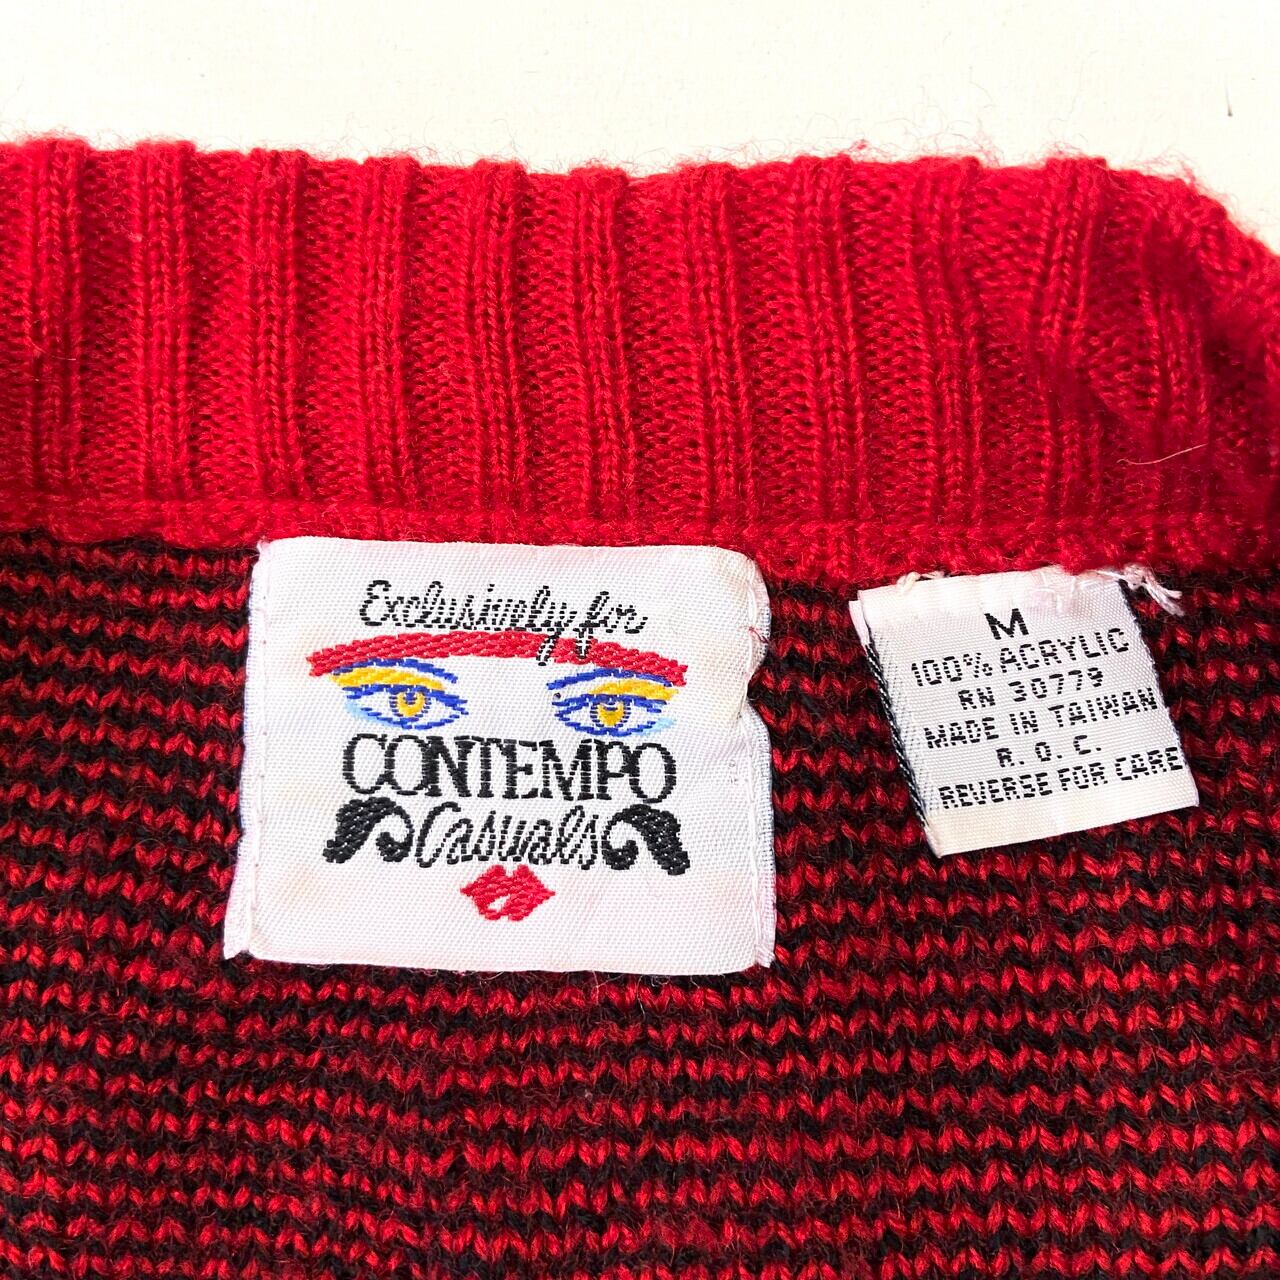 Exclusively for
CONTEMPO
Casuals
M
100% ACRYLIC
RN 30779
MADE IN TAIWAN
R. O. C.
REVERSE FOR CARE